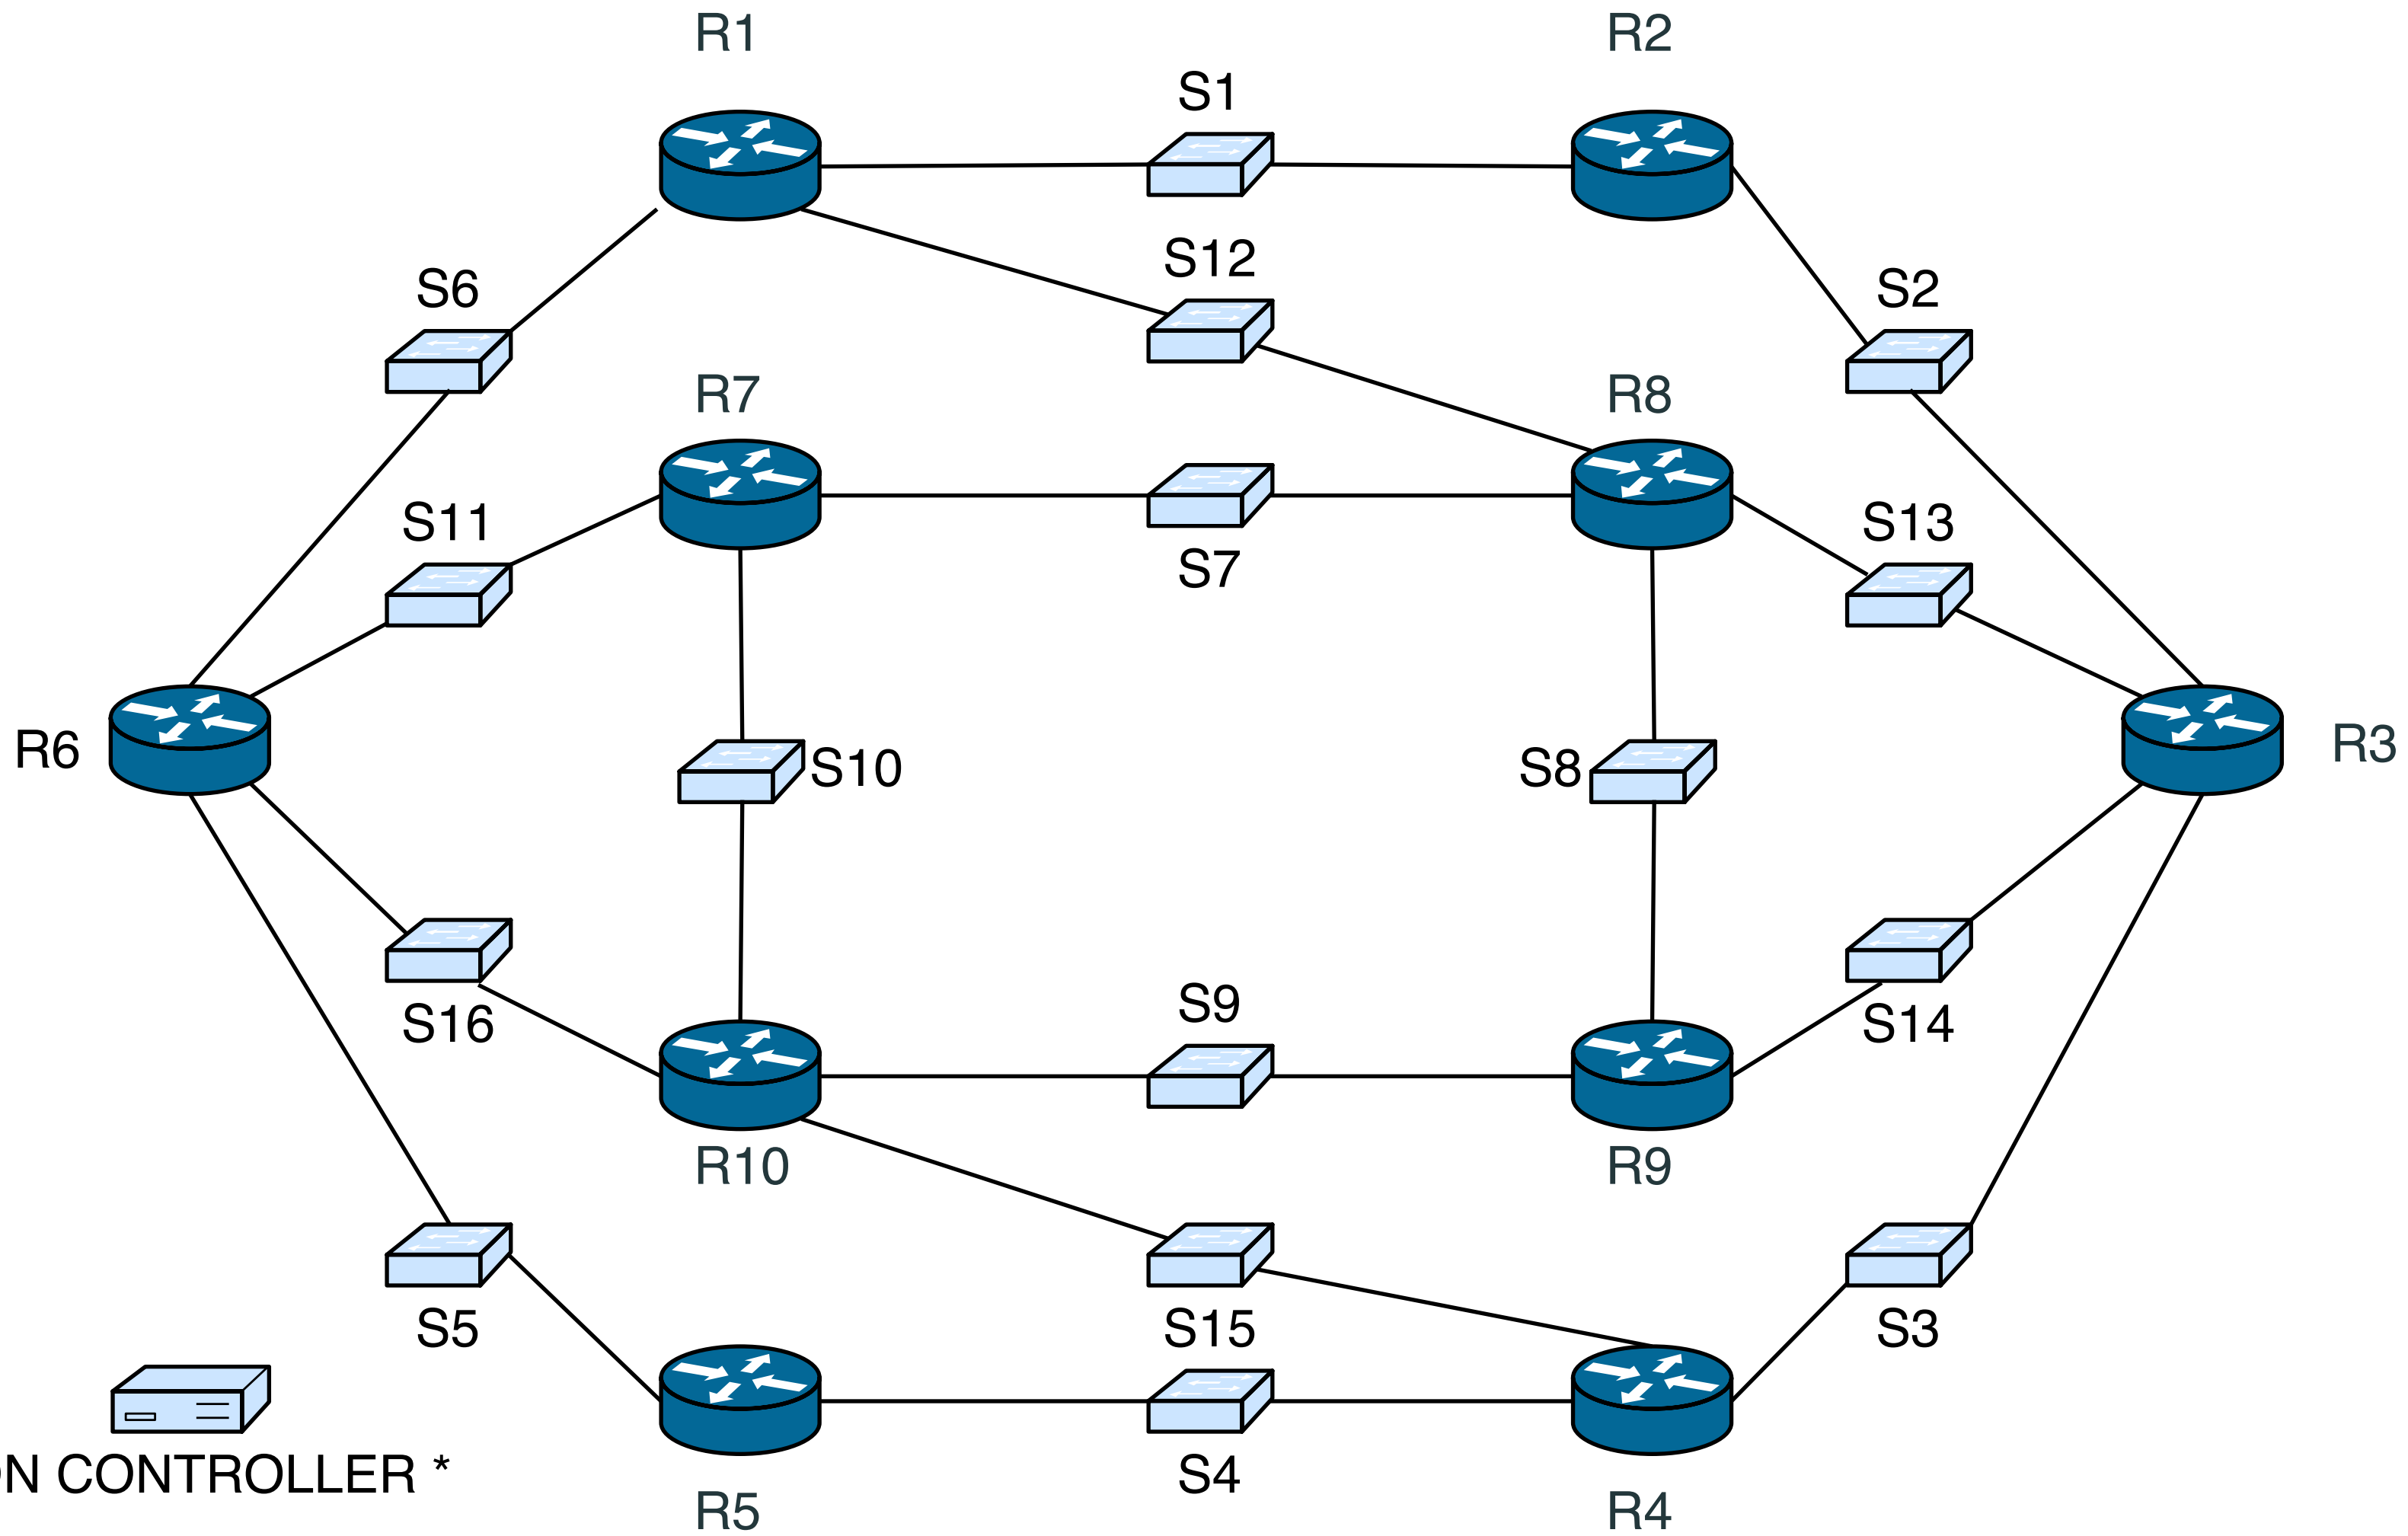 R1
R2
S1
S12
S6
S2
R7
R8
S11
S13
S7
R6
S10
S8
R3
S16
S9
S14
R10
R9
S5
S15
S3
N CONTROLLER *
S4
R5
R4